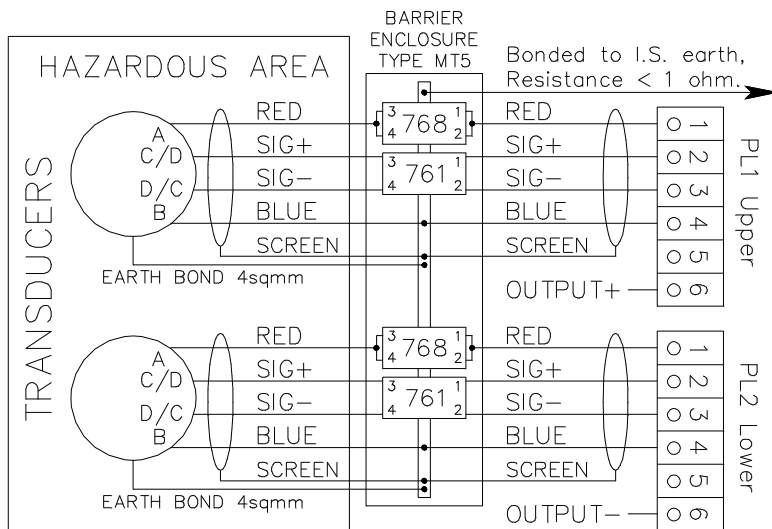 BARRIER
ENCLOSURE
TYPE MT5
Bonded to I.S. earth,
Resistance < 1 ohm.
HAZARDOUS AREA
TRANSDUCERS
A
C/D
D/C
B
RED
SIG+
SIG−
BLUE
SCREEN
EARTH BOND 4sqmm
3 768 1
4 2
3 761 1
4 2
RED
SIG+
SIG−
BLUE
SCREEN
OUTPUT+
1
2
3
4
5
6
PL1 Upper
A
C/D
D/C
B
RED
SIG+
SIG−
BLUE
SCREEN
EARTH BOND 4sqmm
3 768 1
4 2
3 761 1
4 2
RED
SIG+
SIG−
BLUE
SCREEN
OUTPUT−
1
2
3
4
5
6
PL2 Lower